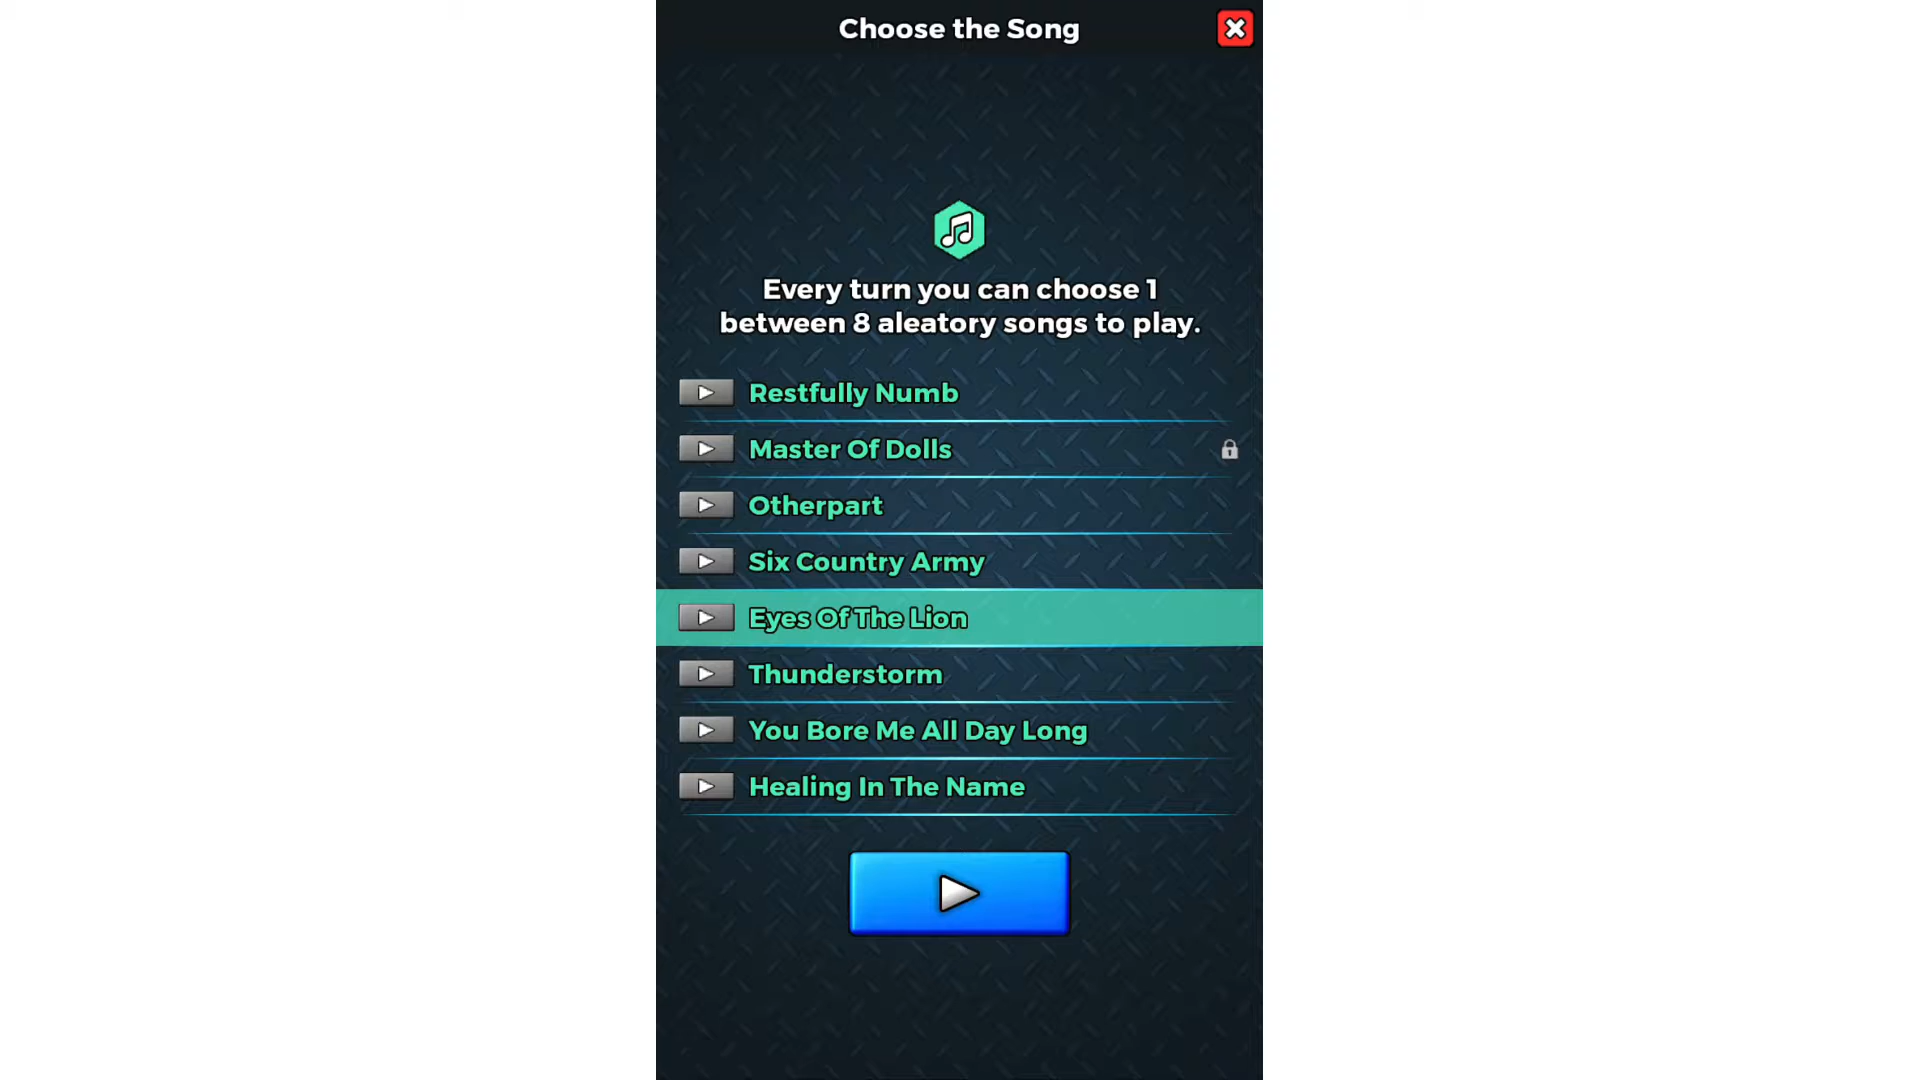 Choose the Song
Every turn you can choose 1
between 8 aleatory songs to play.
Restfully Numb
Master Of Dolls
Otherpart
Six Country Army
Eyes Of The Lion
Thunderstorm
You Bore Me All Day Long
Healing In The Name